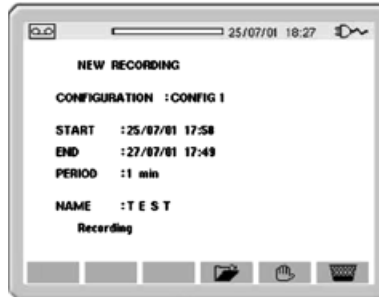 25/07/01 18:27
NEW RECORDING
CONFIGURATION :CONFIG 1
START :25/07/01 17:58
END :27/07/01 17:49
PERIOD :1 min
NAME :T E S T
Recording